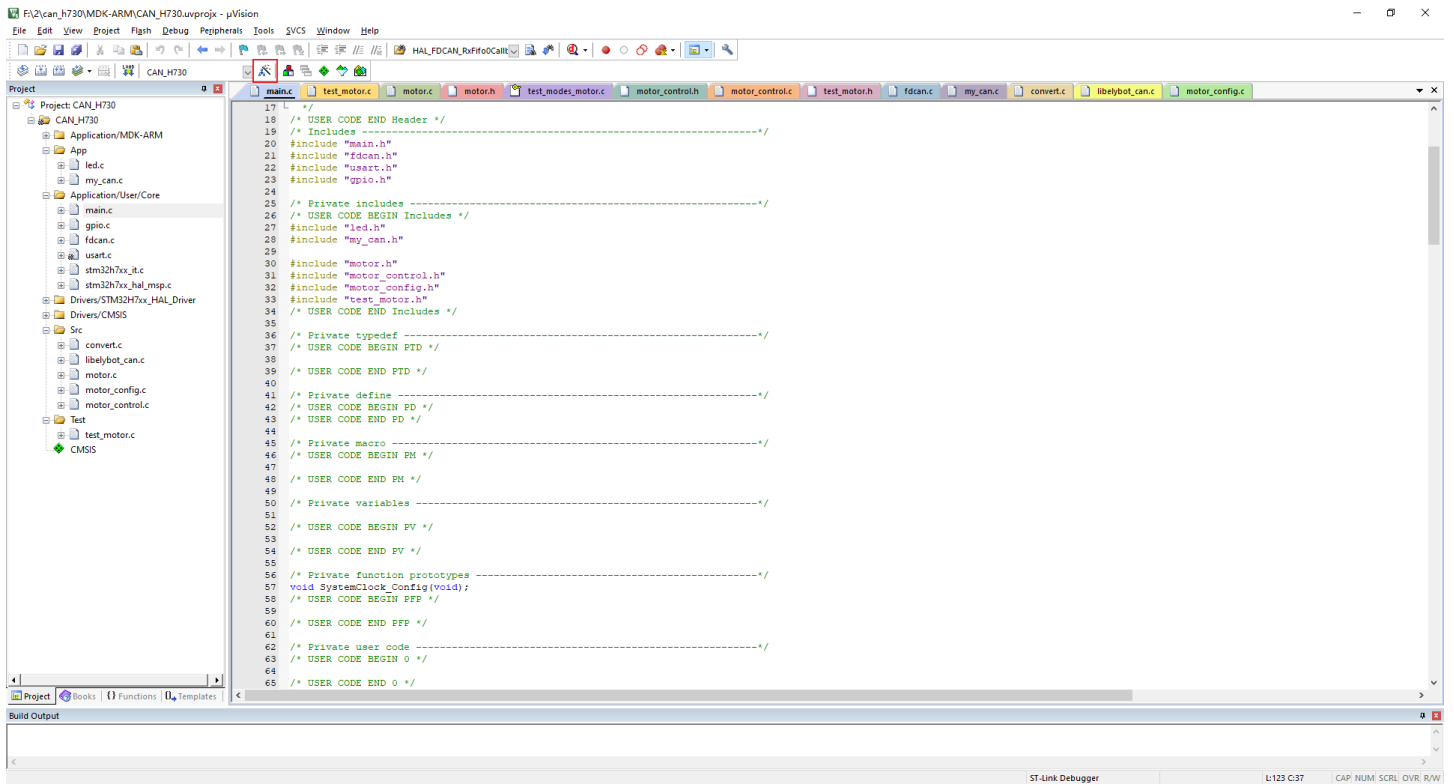 F:\2\can_h730\MDK-ARM\CAN_H730.uvprojx - µVision
File Edit View Project Flash Debug Peripherals Tools SVCS Window Help
HAL_FDCAN_RxFifo0Callb
CAN_H730
Project
Project: CAN_H730
CAN_H730
Application/MDK-ARM
App
led.c
my_can.c
Application/User/Core
main.c
gpio.c
fdcan.c
usart.c
stm32h7xx_it.c
stm32h7xx_hal_msp.c
Drivers/STM32H7xx_HAL_Driver
Drivers/CMSIS
Src
convert.c
libelybot_can.c
motor.c
motor_config.c
motor_control.c
Test
test_motor.c
CMSIS
Project Books Functions Templates
main.c test_motor.c motor.c motor.h test_modes_motor.c motor_control.h motor_control.c test_motor.h fdcan.c my_can.c convert.c libelybot_can.c motor_config.c
17 */
18 /* USER CODE END Header */
19 /* Includes ------------------------------------------------------------------*/
20 #include "main.h"
21 #include "fdcan.h"
22 #include "usart.h"
23 #include "gpio.h"
24
25 /* Private includes ----------------------------------------------------------*/
26 /* USER CODE BEGIN Includes */
27 #include "led.h"
28 #include "my_can.h"
29
30 #include "motor.h"
31 #include "motor_control.h"
32 #include "motor_config.h"
33 #include "test_motor.h"
34 /* USER CODE END Includes */
35
36 /* Private typedef -----------------------------------------------------------*/
37 /* USER CODE BEGIN PTD */
38
39 /* USER CODE END PTD */
40
41 /* Private define ------------------------------------------------------------*/
42 /* USER CODE BEGIN PD */
43 /* USER CODE END PD */
44
45 /* Private macro -------------------------------------------------------------*/
46 /* USER CODE BEGIN PM */
47
48 /* USER CODE END PM */
49
50 /* Private variables ---------------------------------------------------------*/
51
52 /* USER CODE BEGIN PV */
53
54 /* USER CODE END PV */
55
56 /* Private function prototypes -----------------------------------------------*/
57 void SystemClock_Config(void);
58 /* USER CODE BEGIN PFP */
59
60 /* USER CODE END PFP */
61
62 /* Private user code ---------------------------------------------------------*/
63 /* USER CODE BEGIN 0 */
64
65 /* USER CODE END 0 */
Build Output
ST-Link Debugger L:123 C:37 CAP NUM SCRL OVR R/W